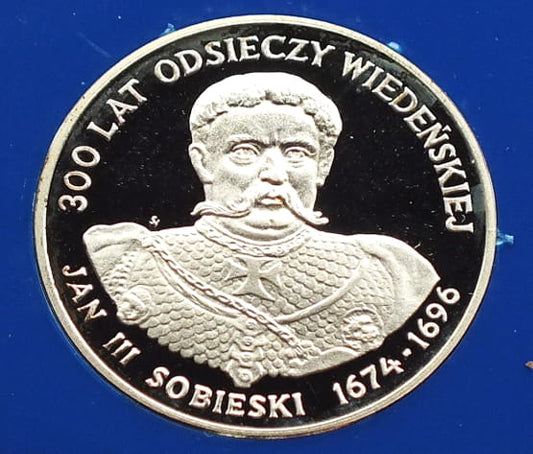 300 LAT ODSIECZY WIEDEŃSKIEJ
JAN III SOBIESKI 1674-1696